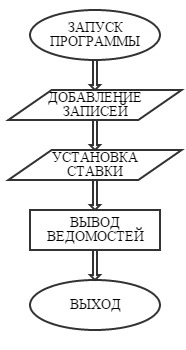 ЗАПУСК
ПРОГРАММЫ
ДОБАВЛЕНИЕ
ЗАПИСЕЙ
УСТАНОВКА
СТАВКИ
ВЫВОД
ВЕДОМОСТЕЙ
ВЫХОД